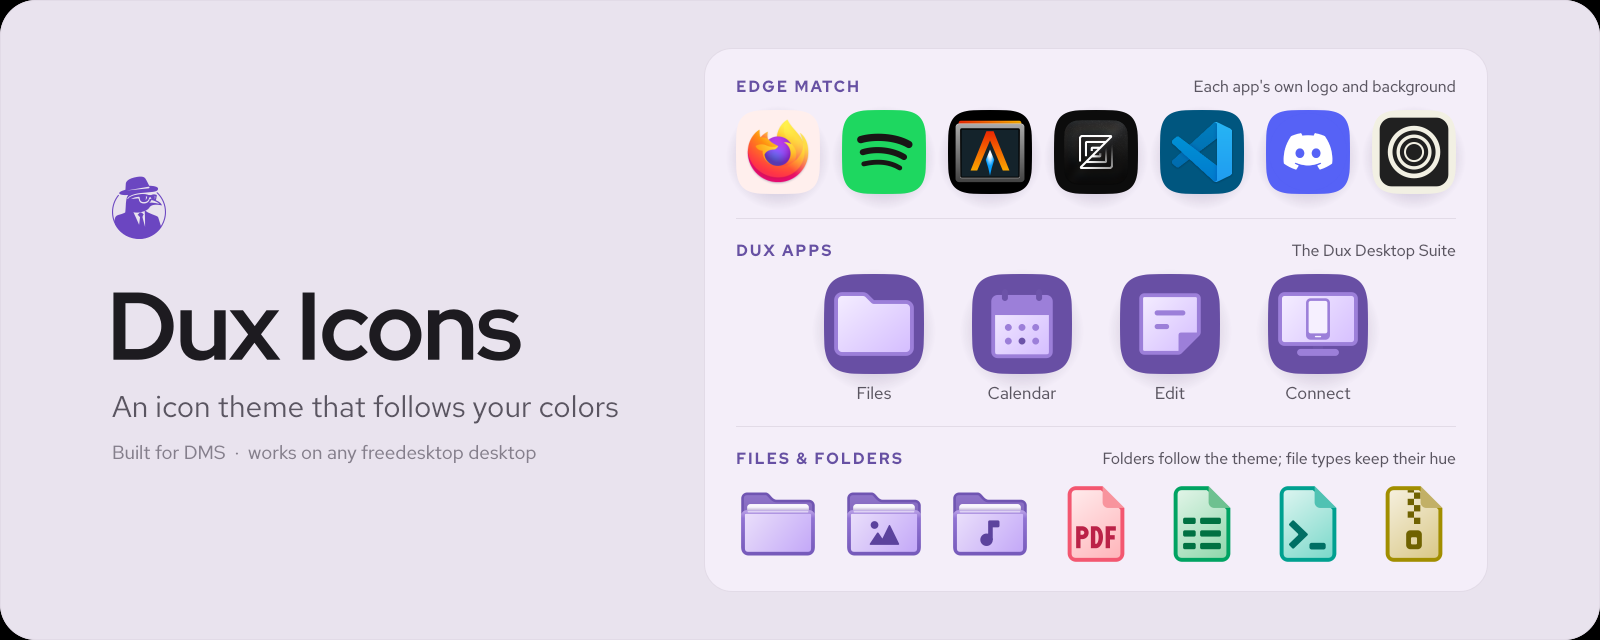 Dux Icons
An icon theme that follows your colors
Built for DMS · works on any freedesktop desktop
EDGE MATCH
Each app's own logo and background
DUX APPS
The Dux Desktop Suite
Files
Calendar
Edit
Connect
FILES & FOLDERS
Folders follow the theme; file types keep their hue
PDF